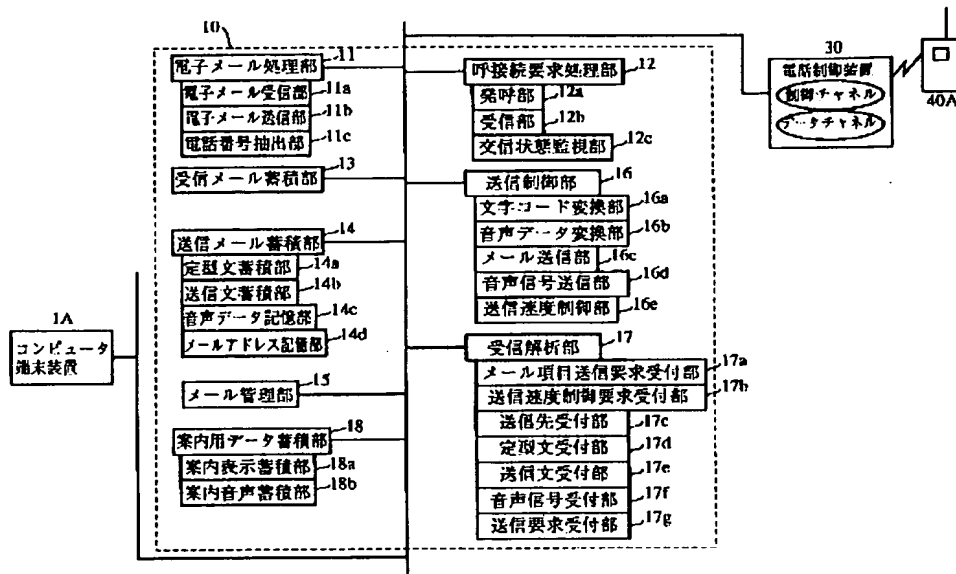 10
電子メール処理部 11
電子メール受信部 11a
電子メール送信部 11b
電話番号抽出部 11c
受信メール蓄積部 13
送信メール蓄積部 14
定型文蓄積部 14a
送信文蓄積部 14b
音声データ記憶部 14c
メールアドレス記憶部 14d
メール管理部 15
案内用データ蓄積部 18
案内表示蓄積部 18a
案内音声蓄積部 18b
1A
コンピュータ
端末装置
呼接続要求処理部 12
発呼部 12a
受信部 12b
交信状態監視部 12c
送信制御部 16
文字コード変換部 16a
音声データ変換部 16b
メール送信部 16c
音声信号送信部 16d
送信速度制御部 16e
受信解析部 17
メール項目送信要求受付部 17a
送信速度制御要求受付部 17b
送信先受付部 17c
定型文受付部 17d
送信文受付部 17e
音声信号受付部 17f
送信要求受付部 17g
30
電話制御装置
制御チャネル
データチャネル
40A